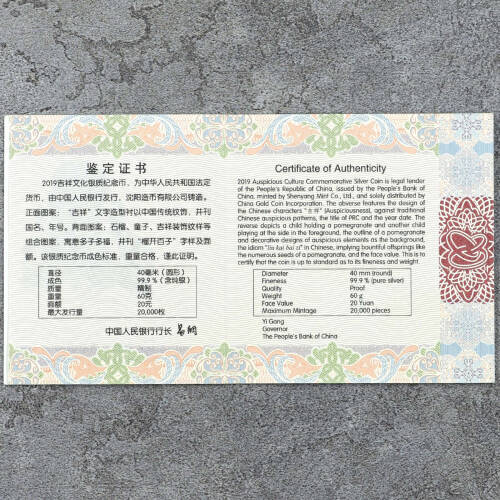 鉴定证书
2019吉祥文化银质纪念币,为中华人民共和国法定
货币,由中国人民银行发行,沈阳造币有限公司铸造。
正面图案:“吉祥”文字造型衬以中国传统纹饰,并刊
国名、年号。背面图案:石榴、童子、吉祥装饰纹样等
组合图案,寓意多子多福,并刊“榴开百子”字样及面
额。该银质纪念币成色标准,重量合格,谨此证明。
直径 40毫米(圆形)
成色 99.9%(含纯银)
质量 精制
重量 60克
面额 20元
最大发行量 20,000枚
中国人民银行行长
Certificate of Authenticity
2019 Auspicious Culture Commemorative Silver Coin is legal tender
of the People's Republic of China, issued by the People's Bank of
China, minted by Shenyang Mint Co., Ltd., and solely distributed by
China Gold Coin Incorporation. The obverse features the design of
the Chinese characters "吉祥" (Auspiciousness), against traditional
Chinese auspicious patterns, the title of PRC and the year date. The
reverse depicts a child holding a pomegranate and another child
playing at the side in the foreground, the outline of a pomegranate
and decorative designs of auspicious elements as the background,
the idiom "liu kai bai zi" in Chinese, implying bountiful offsprings like
the numerous seeds of a pomegranate, and the face value. This is to
certify that the coin is up to standard as to its fineness and weight.
Diameter 40 mm (round)
Fineness 99.9% (pure silver)
Quality Proof
Weight 60 g
Face Value 20 Yuan
Maximum Mintage 20,000 pieces
Yi Gang
Governor
The People's Bank of China